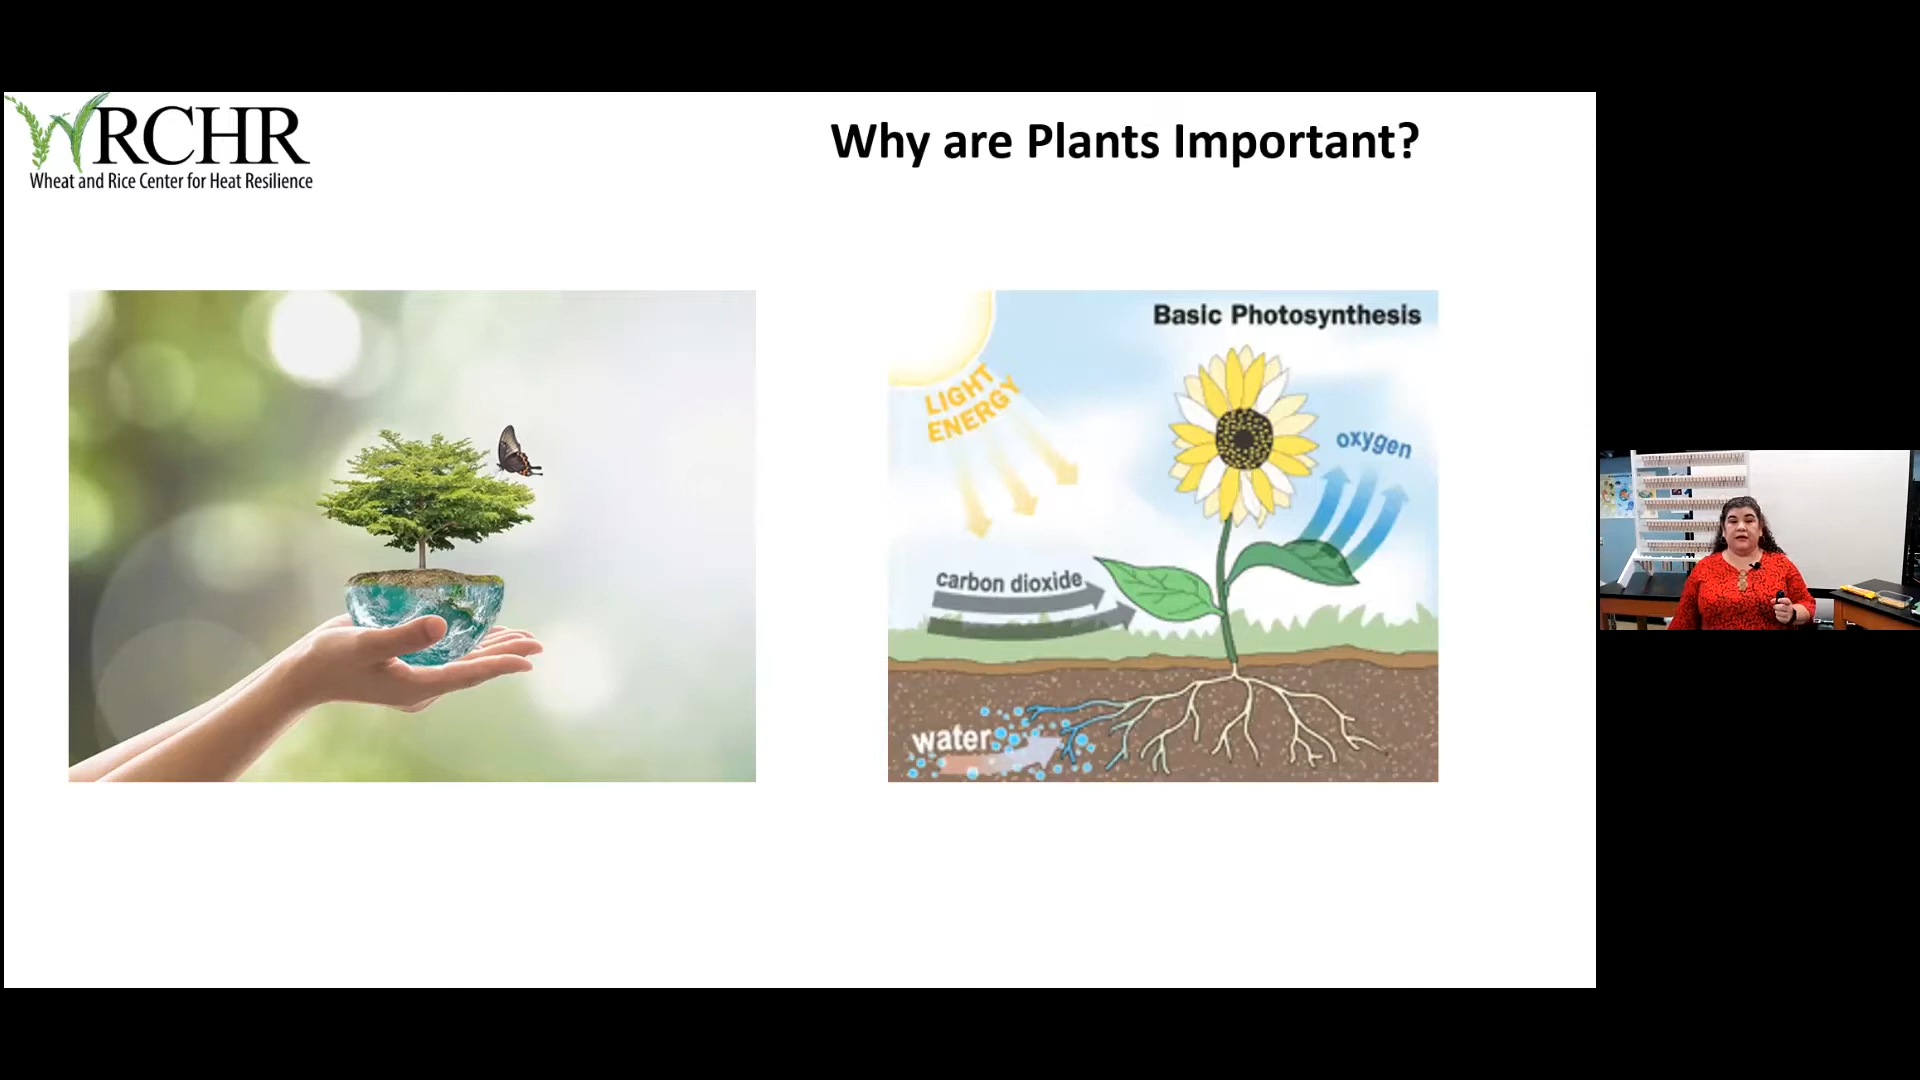 WRCHR
Wheat and Rice Center for Heat Resilience
Why are Plants Important?
Basic Photosynthesis
LIGHT
ENERGY
oxygen
carbon dioxide
water